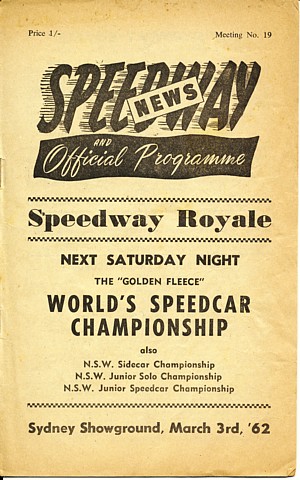 Price 1/-
Meeting No. 19
SPEEDWAY
NEWS
AND
Official Programme
Speedway Royale
NEXT SATURDAY NIGHT
THE "GOLDEN FLEECE"
WORLD'S SPEEDCAR
CHAMPIONSHIP
also
N.S.W. Sidecar Championship
N.S.W. Junior Solo Championship
N.S.W. Junior Speedcar Championship
Sydney Showground, March 3rd, '62